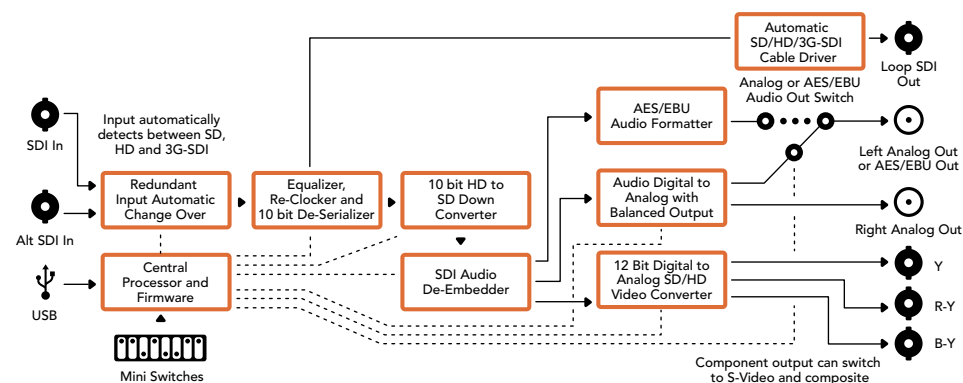 Automatic
SD/HD/3G-SDI
Cable Driver
Loop SDI
Out
Analog or AES/EBU
Audio Out Switch
AES/EBU
Audio Formatter
Input automatically
detects between SD,
HD and 3G-SDI
SDI In
Left Analog Out
or AES/EBU Out
Redundant
Input Automatic
Change Over
Equalizer,
Re-Clocker and
10 bit De-Serializer
10 bit HD to
SD Down
Converter
Audio Digital to
Analog with
Balanced Output
Alt SDI In
Right Analog Out
Central
Processor and
Firmware
SDI Audio
De-Embedder
12 Bit Digital to
Analog SD/HD
Video Converter
Y
USB
R-Y
B-Y
Mini Switches
Component output can switch
to S-Video and composite